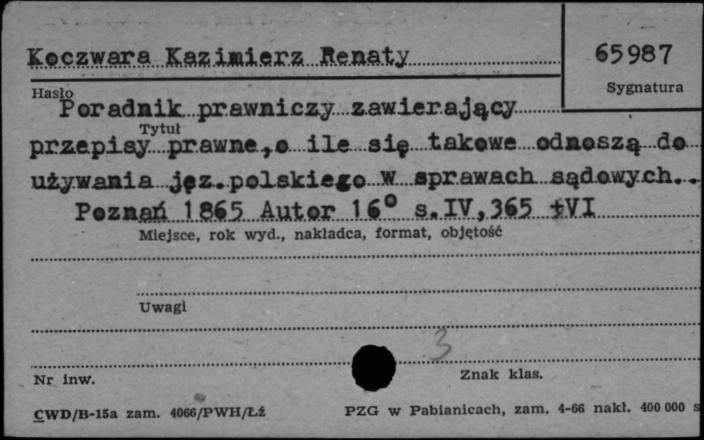 Koczwara Kazimierz Renaty
65987
Hasło
Sygnatura
Poradnik prawniczy zawierający
Tytuł
przepisy prawne,o ile się takowe odnoszą do
używania jęz.polskiego w sprawach sądowych..
Poznań 1865 Autor 16° s.IV,365 +VI
Miejsce, rok wyd., nakładca, format, objętość
Uwagi
3
Nr inw.
Znak klas.
CWD/B-15a zam. 4066/PWH/Łź
PZG w Pabianicach, zam. 4-66 nakł. 400 000 s